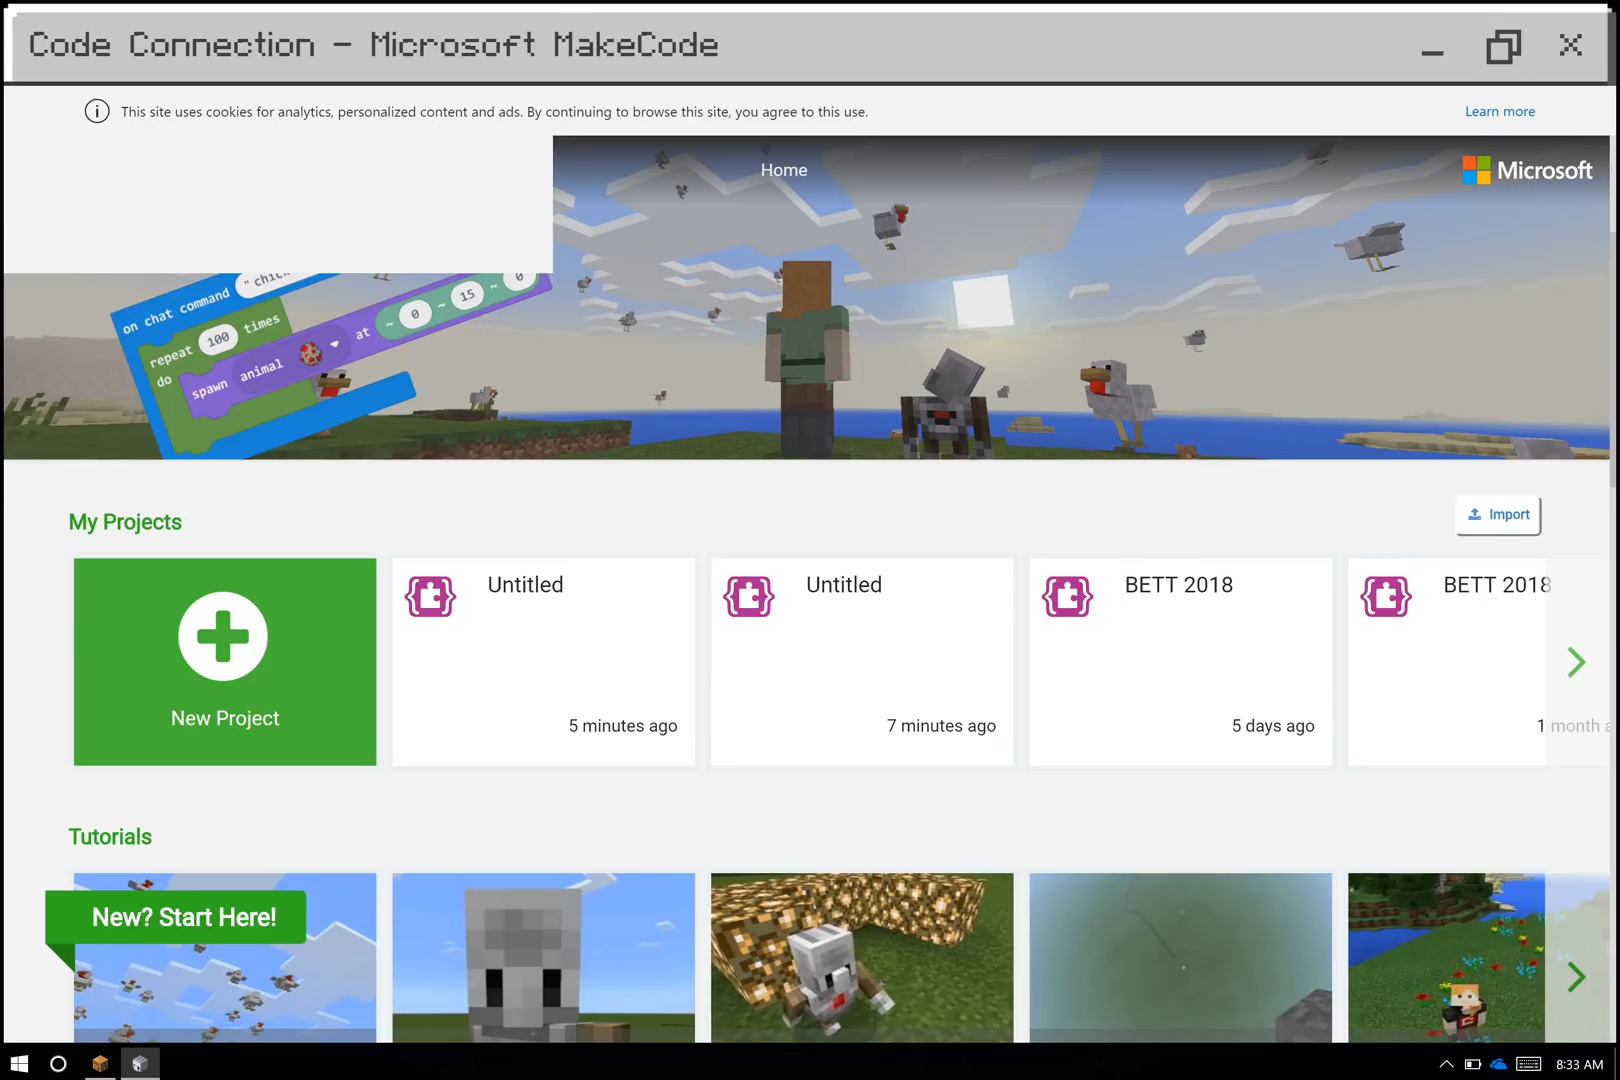 Code Connection - Microsoft MakeCode
This site uses cookies for analytics, personalized content and ads. By continuing to browse this site, you agree to this use.
Learn more
Home
Microsoft
on chat command "chick
repeat 100 times
do
spawn animal at ~ 0 ~ 15 ~ 0
My Projects
Import
New Project
Untitled
5 minutes ago
Untitled
7 minutes ago
BETT 2018
5 days ago
BETT 2018
1 month a
Tutorials
New? Start Here!
8:33 AM